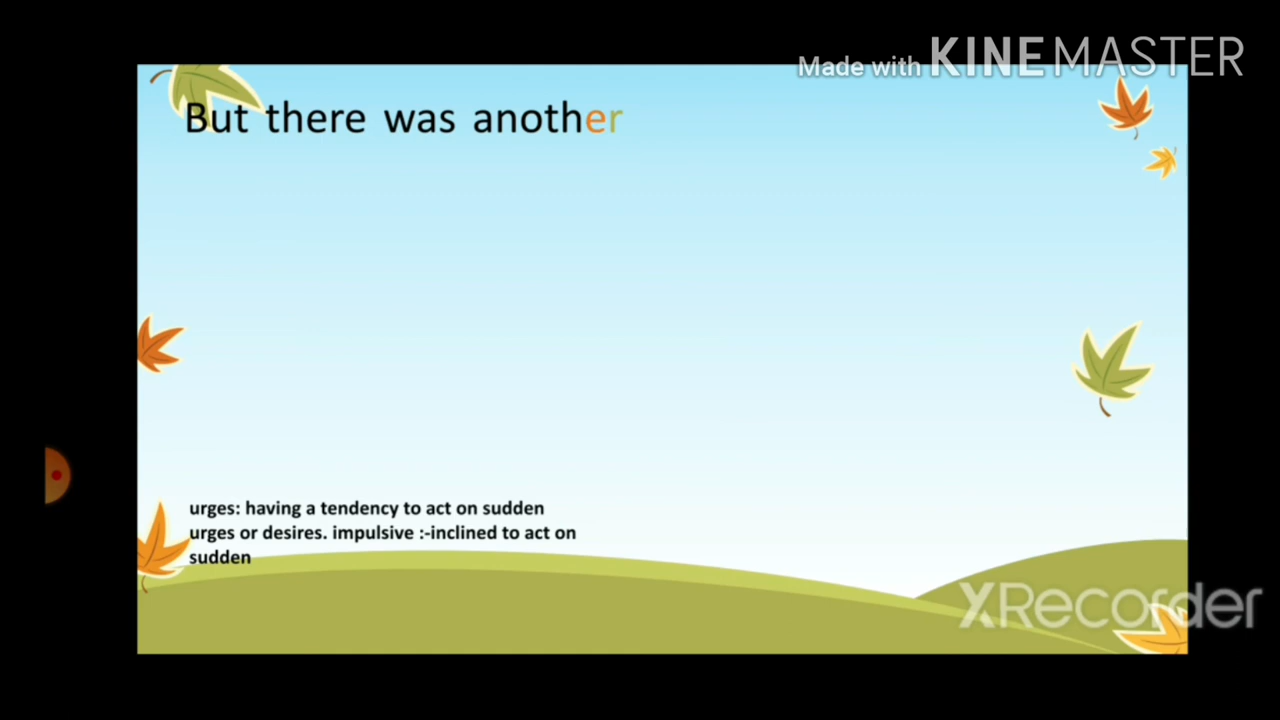 Made with KINEMASTER
But there was another
urges: having a tendency to act on sudden
urges or desires. impulsive :-inclined to act on
sudden
XRecorder